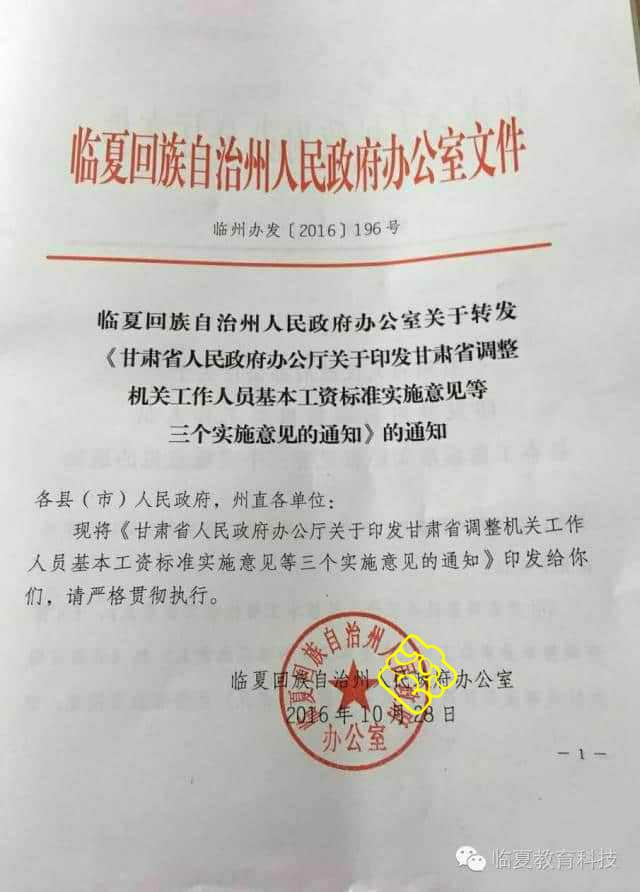 临夏回族自治州人民政府办公室文件
临州办发〔2016〕196号
临夏回族自治州人民政府办公室关于转发
《甘肃省人民政府办公厅关于印发甘肃省调整
机关工作人员基本工资标准实施意见等
三个实施意见的通知》的通知
各县（市）人民政府，州直各单位：
现将《甘肃省人民政府办公厅关于印发甘肃省调整机关工作
人员基本工资标准实施意见等三个实施意见的通知》印发给你
们，请严格贯彻执行。
临夏回族自治州人民政府办公室
2016年10月28日
临夏回族自治州人民政府
办公室
－1－
临夏教育科技